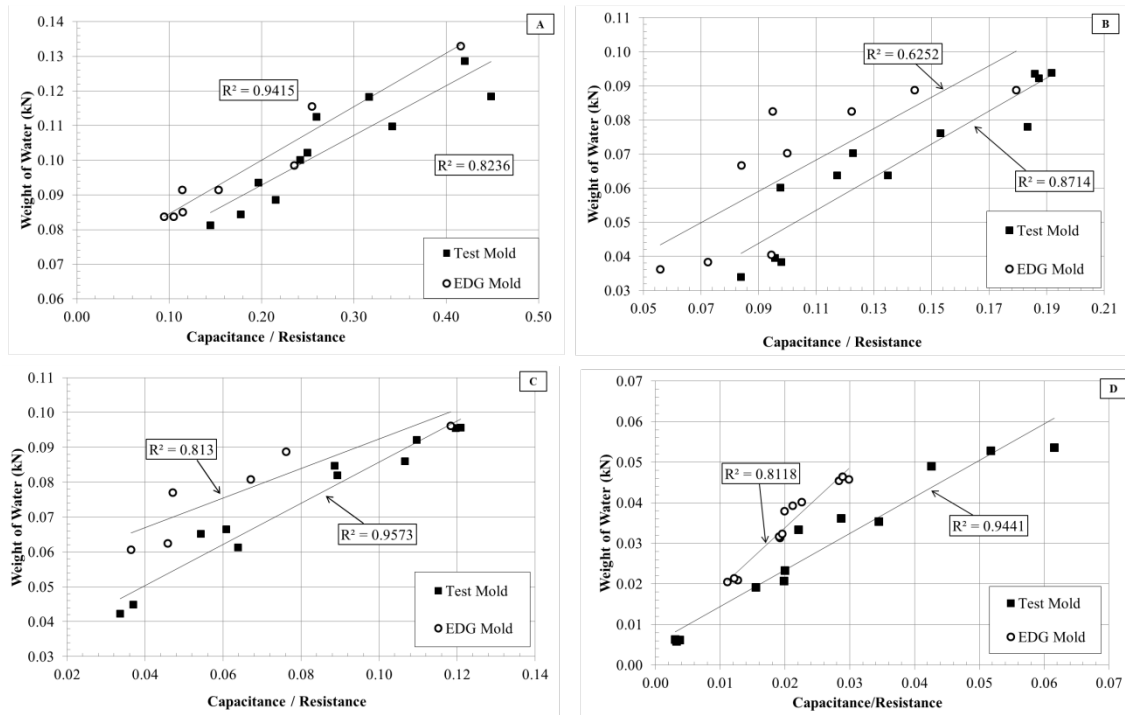 A
0.14
0.13
0.12
0.11
0.10
0.09
0.08
0.07
0.06
Weight of Water (kN)
R² = 0.9415
R² = 0.8236
Test Mold
EDG Mold
0.00 0.10 0.20 0.30 0.40 0.50
Capacitance / Resistance
B
0.11
0.10
0.09
0.08
0.07
0.06
0.05
0.04
0.03
Weight of Water (kN)
R² = 0.6252
R² = 0.8714
Test Mold
EDG Mold
0.05 0.07 0.09 0.11 0.13 0.15 0.17 0.19 0.21
Capacitance / Resistance
C
0.11
0.10
0.09
0.08
0.07
0.06
0.05
0.04
0.03
Weight of Water (kN)
R² = 0.813
R² = 0.9573
Test Mold
EDG Mold
0.02 0.04 0.06 0.08 0.10 0.12 0.14
Capacitance / Resistance
D
0.07
0.06
0.05
0.04
0.03
0.02
0.01
0.00
Weight of Water (kN)
R² = 0.8118
R² = 0.9441
Test Mold
EDG Mold
0.00 0.01 0.02 0.03 0.04 0.05 0.06 0.07
Capacitance/Resistance